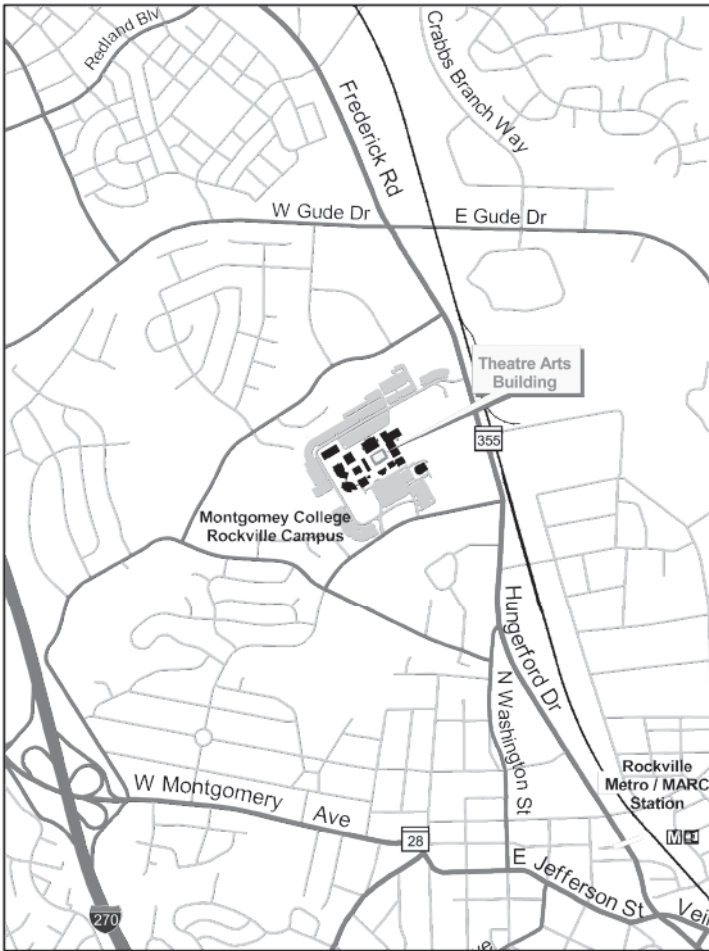 Redland Blv
Frederick Rd
Crabbs Branch Way
W Gude Dr
E Gude Dr
Theatre Arts
Building
355
Montgomey College
Rockville Campus
Hungerford Dr
N Washington St
Rockville
Metro / MARC
Station
M
W Montgomery Ave
28
E Jefferson St
270